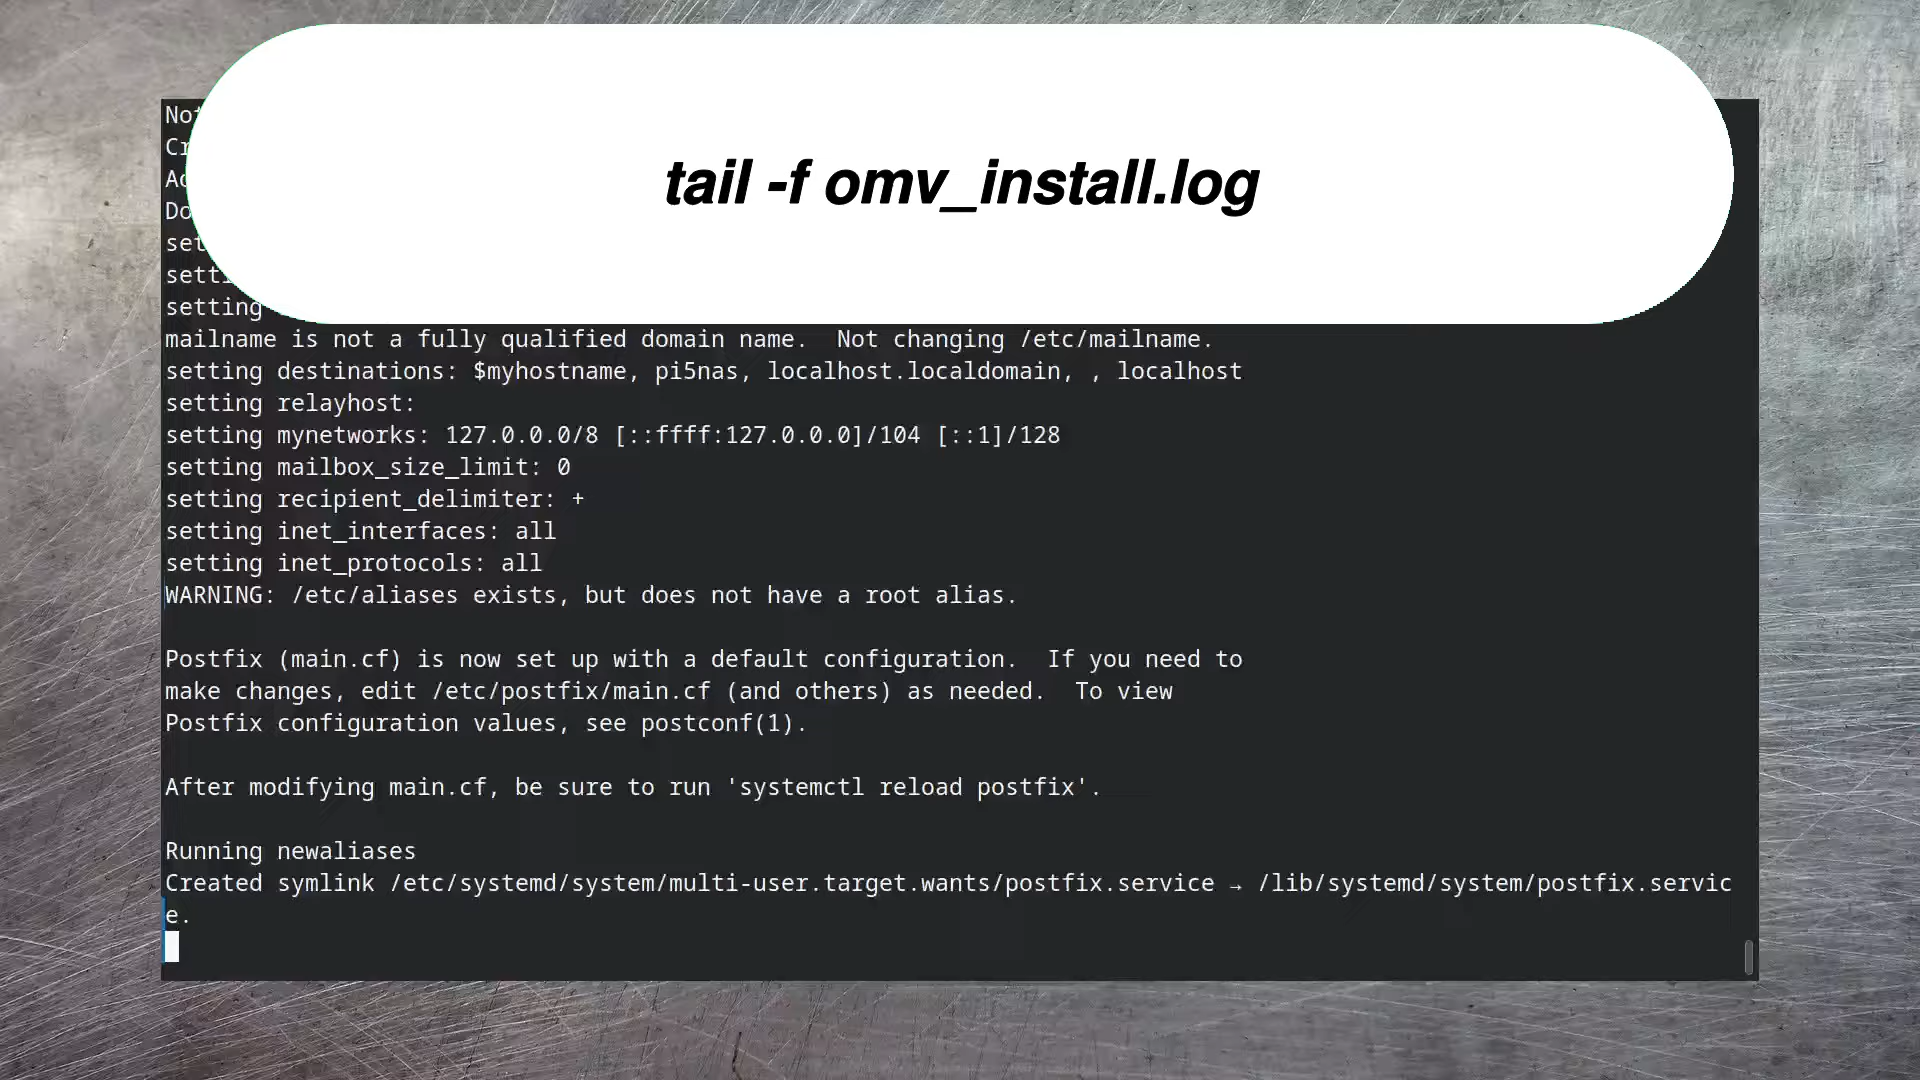 tail -f omv_install.log
setting
mailname is not a fully qualified domain name.  Not changing /etc/mailname.
setting destinations: $myhostname, pi5nas, localhost.localdomain, , localhost
setting relayhost:
setting mynetworks: 127.0.0.0/8 [::ffff:127.0.0.0]/104 [::1]/128
setting mailbox_size_limit: 0
setting recipient_delimiter: +
setting inet_interfaces: all
setting inet_protocols: all
WARNING: /etc/aliases exists, but does not have a root alias.
Postfix (main.cf) is now set up with a default configuration.  If you need to
make changes, edit /etc/postfix/main.cf (and others) as needed.  To view
Postfix configuration values, see postconf(1).
After modifying main.cf, be sure to run 'systemctl reload postfix'.
Running newaliases
Created symlink /etc/systemd/system/multi-user.target.wants/postfix.service → /lib/systemd/system/postfix.servic
e.